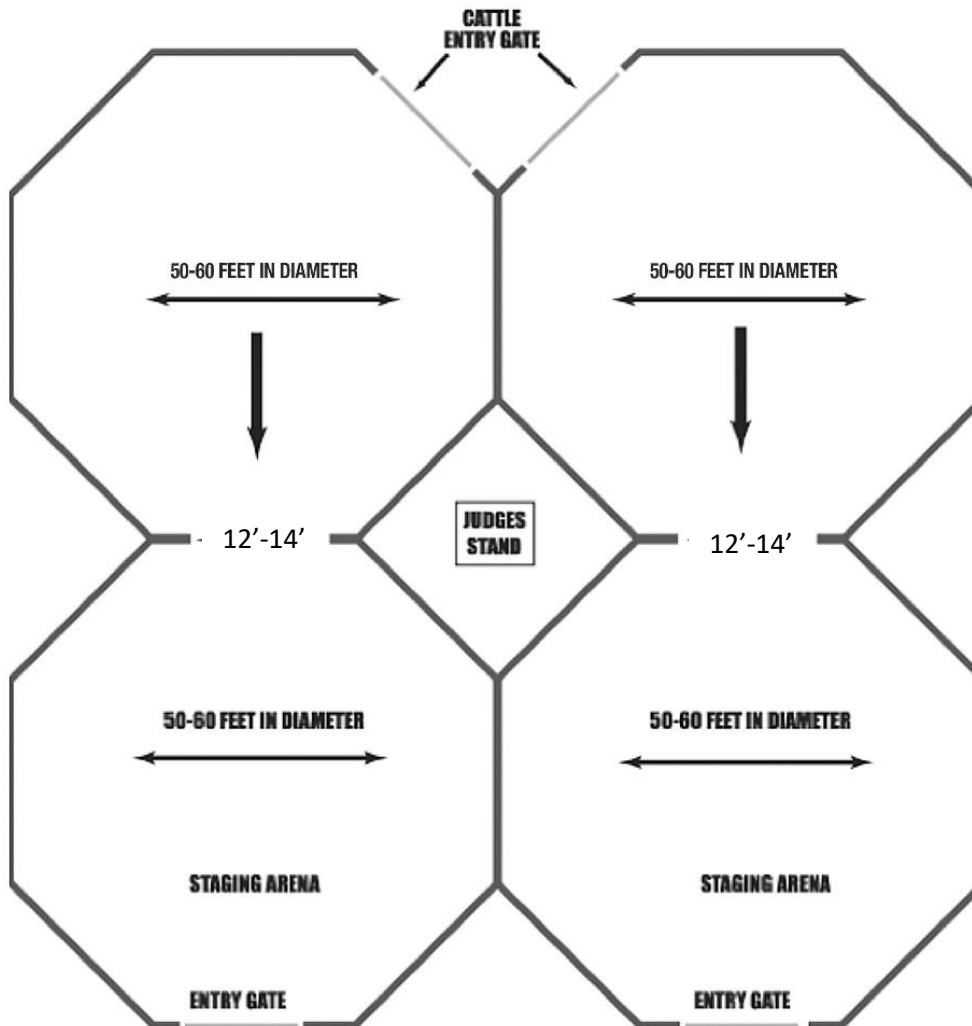 CATTLE
ENTRY GATE
50-60 FEET IN DIAMETER
50-60 FEET IN DIAMETER
12’-14’
JUDGES
STAND
12’-14’
50-60 FEET IN DIAMETER
50-60 FEET IN DIAMETER
STAGING ARENA
STAGING ARENA
ENTRY GATE
ENTRY GATE